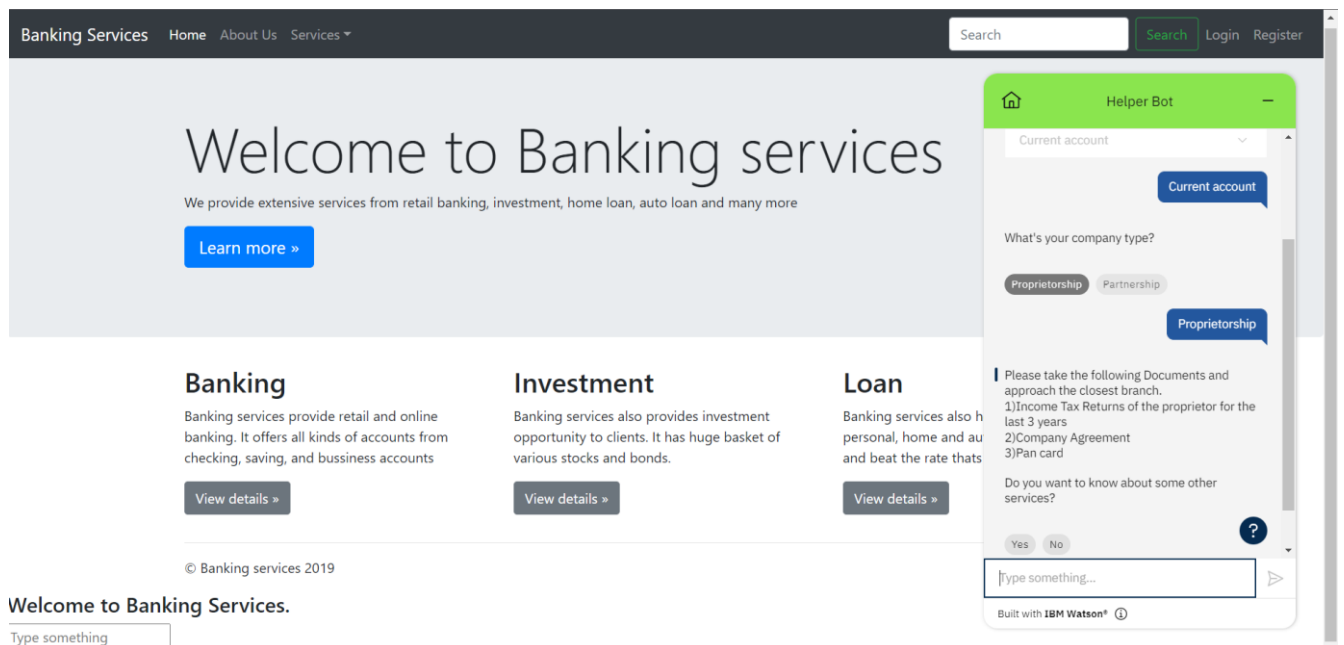 Banking Services Home About Us Services Search Search Login Register
Welcome to Banking services
We provide extensive services from retail banking, investment, home loan, auto loan and many more
Learn more »
Banking
Banking services provide retail and online
banking. It offers all kinds of accounts from
checking, saving, and bussiness accounts
View details »
Investment
Banking services also provides investment
opportunity to clients. It has huge basket of
various stocks and bonds.
View details »
Loan
Banking services also h
personal, home and au
and beat the rate thats
View details »
© Banking services 2019
Welcome to Banking Services.
Type something
Helper Bot
Current account
Current account
What's your company type?
Proprietorship Partnership
Proprietorship
Please take the following Documents and
approach the closest branch.
1)Income Tax Returns of the proprietor for the
last 3 years
2)Company Agreement
3)Pan card
Do you want to know about some other
services?
?
Yes No
Type something...
Built with IBM Watson®